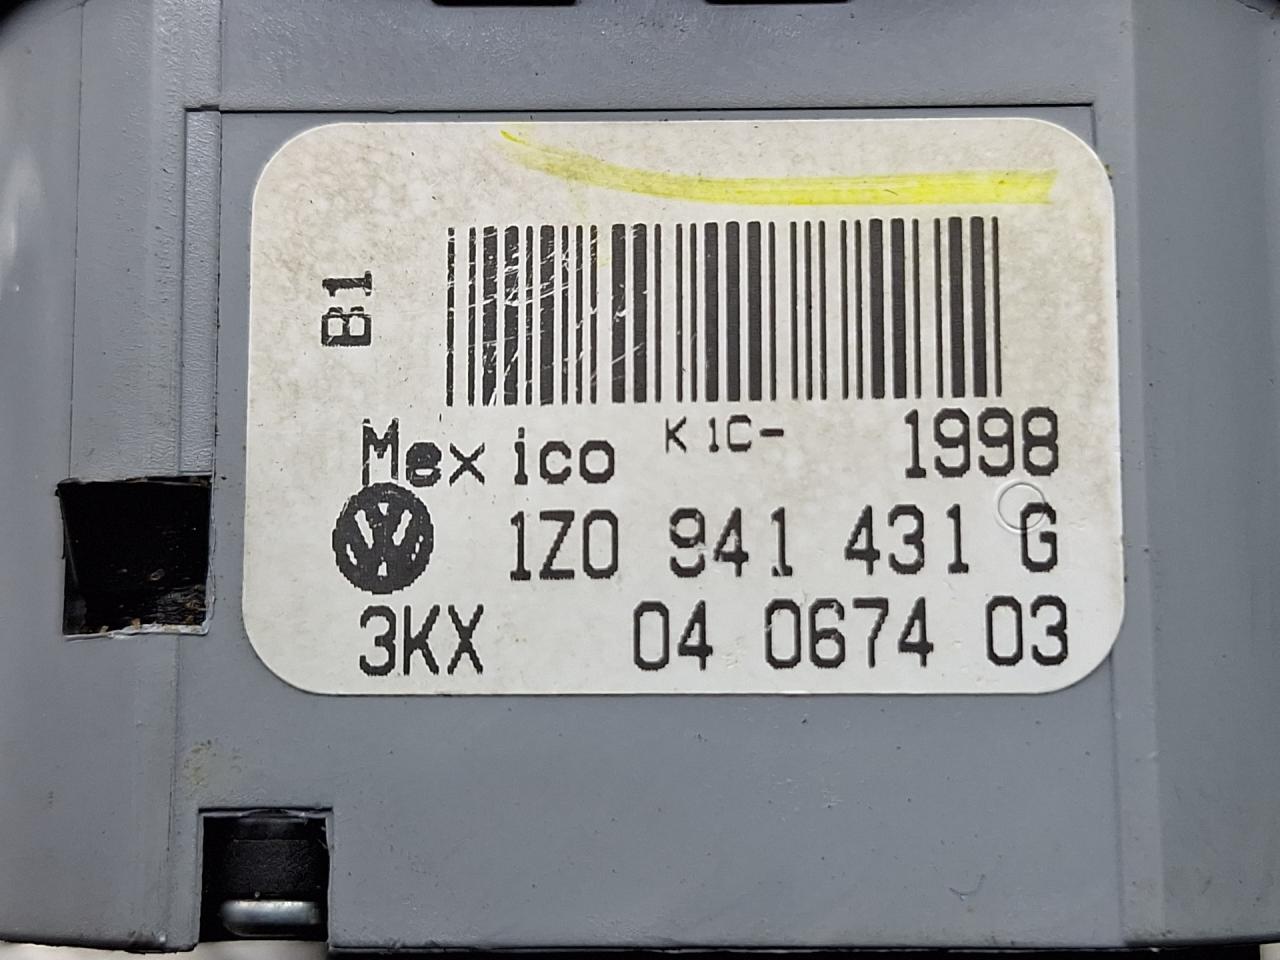 B1
Mexico K1C- 1998
1Z0 941 431 G
3KX 04 0674 03